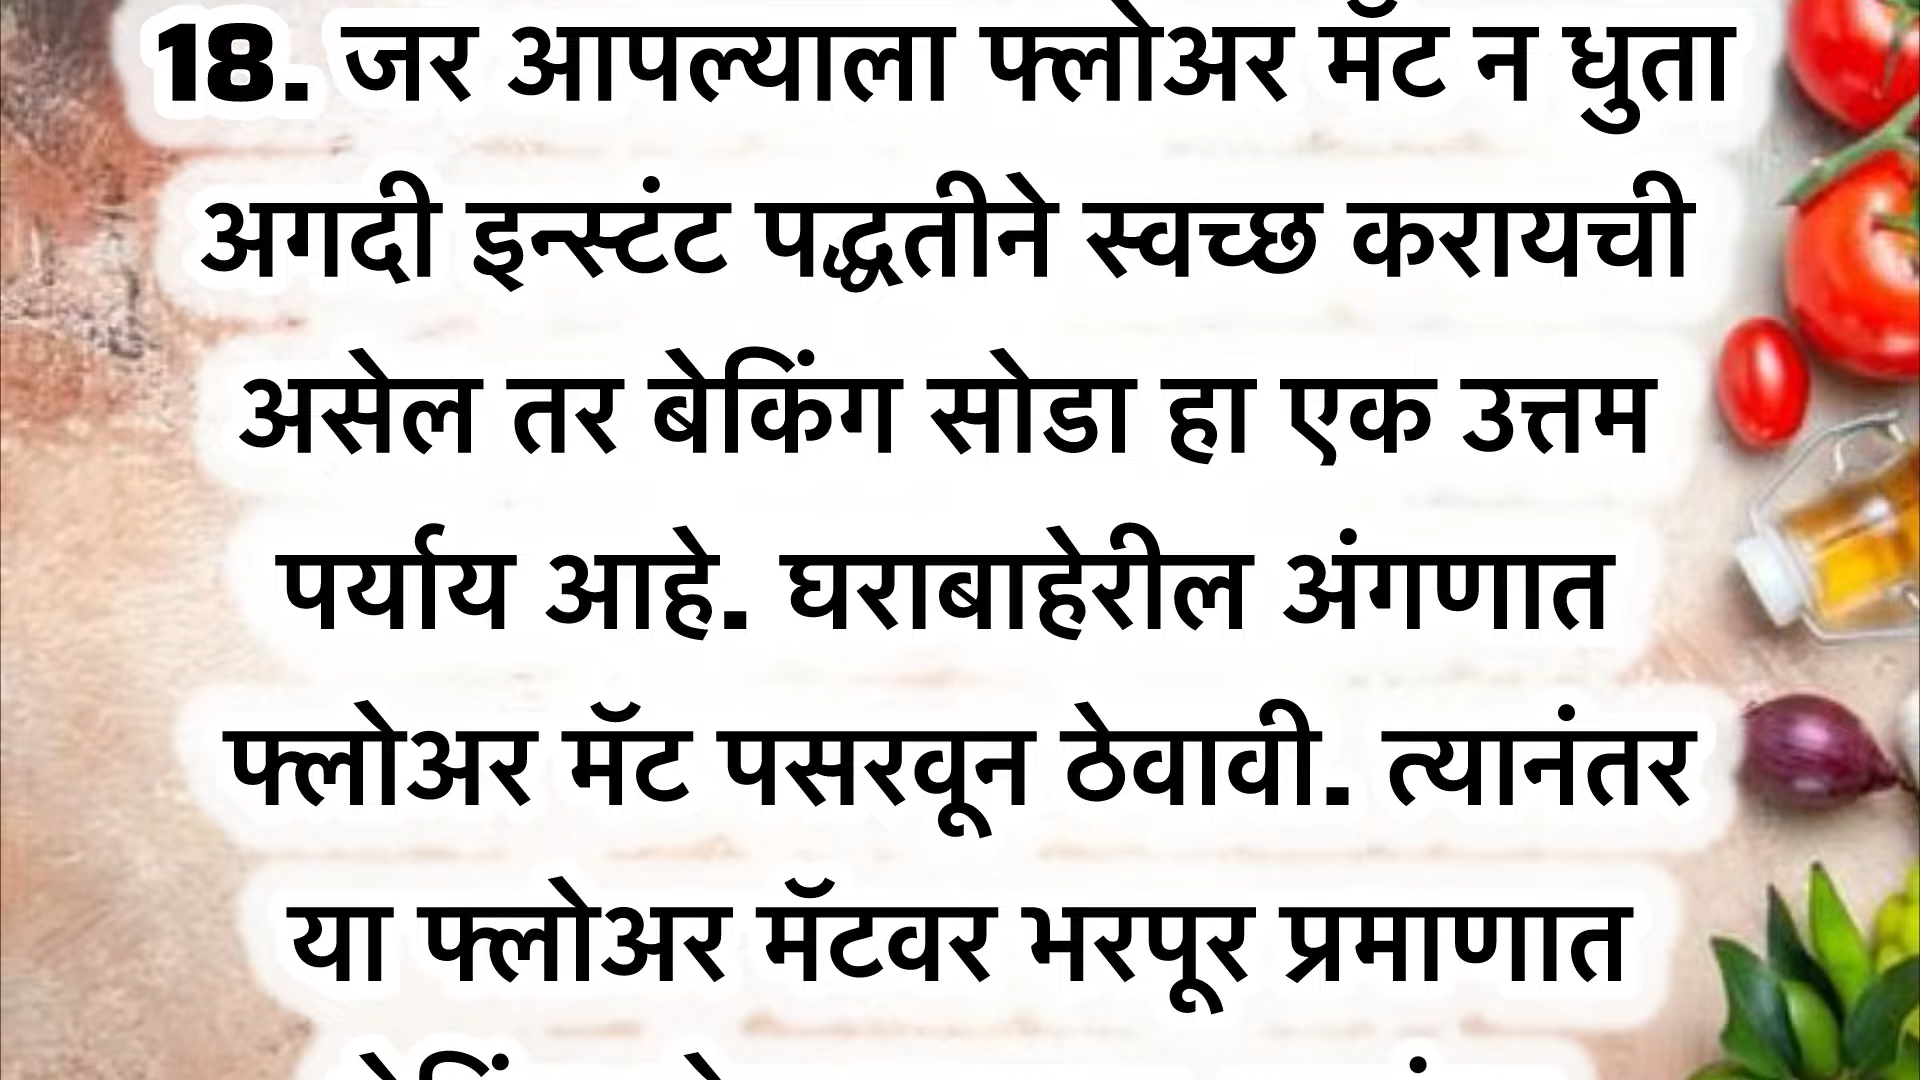 18. जर आपल्याला फ्लोअर मॅट न धुता
अगदी इन्स्टंट पद्धतीने स्वच्छ करायची
असेल तर बेकिंग सोडा हा एक उत्तम
पर्याय आहे. घराबाहेरील अंगणात
फ्लोअर मॅट पसरवून ठेवावी. त्यानंतर
या फ्लोअर मॅटवर भरपूर प्रमाणात